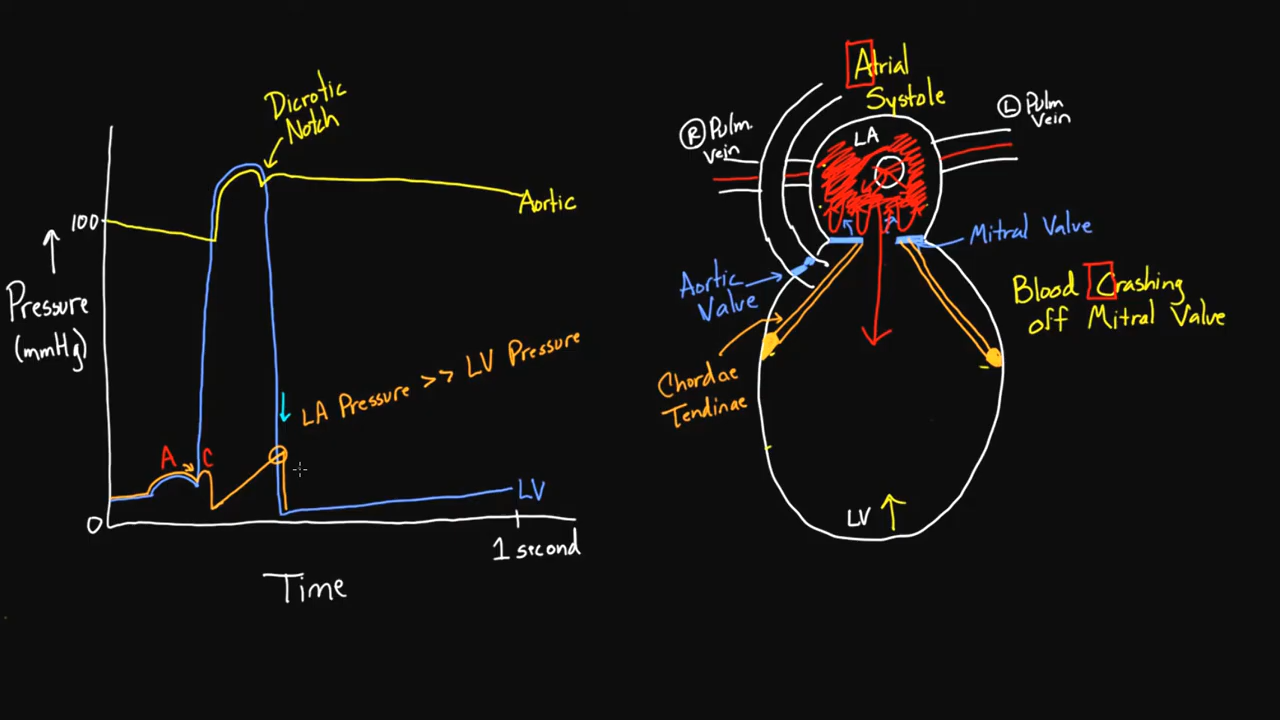 Dicrotic
Notch
100
Pressure
(mmHg)
0
A
C
LA Pressure >> LV Pressure
Aortic
LV
1 second
Time
Atrial
Systole
LA
Ⓡ Pulm.
vein
Ⓛ Pulm
vein
Mitral Valve
Aortic
Valve
Blood Crashing
off Mitral Valve
Chordae
Tendinae
LV